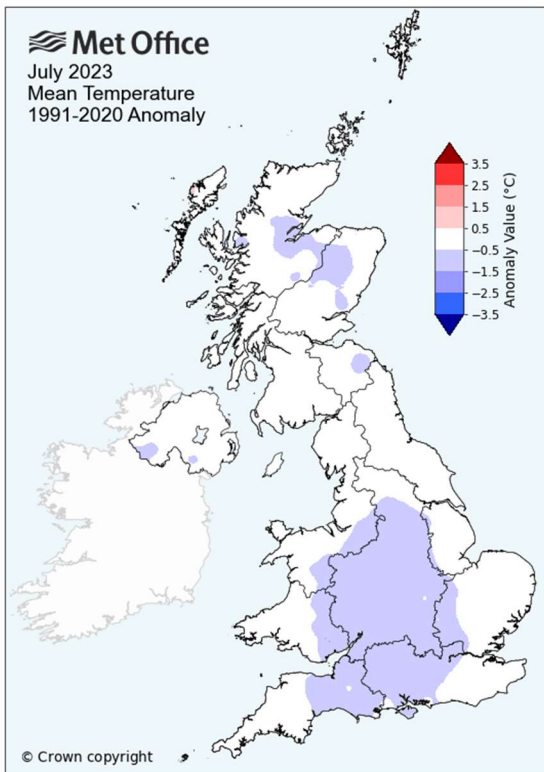 Met Office
July 2023
Mean Temperature
1991-2020 Anomaly
3.5
2.5
1.5
0.5
−0.5
−1.5
−2.5
−3.5
Anomaly Value (°C)
© Crown copyright